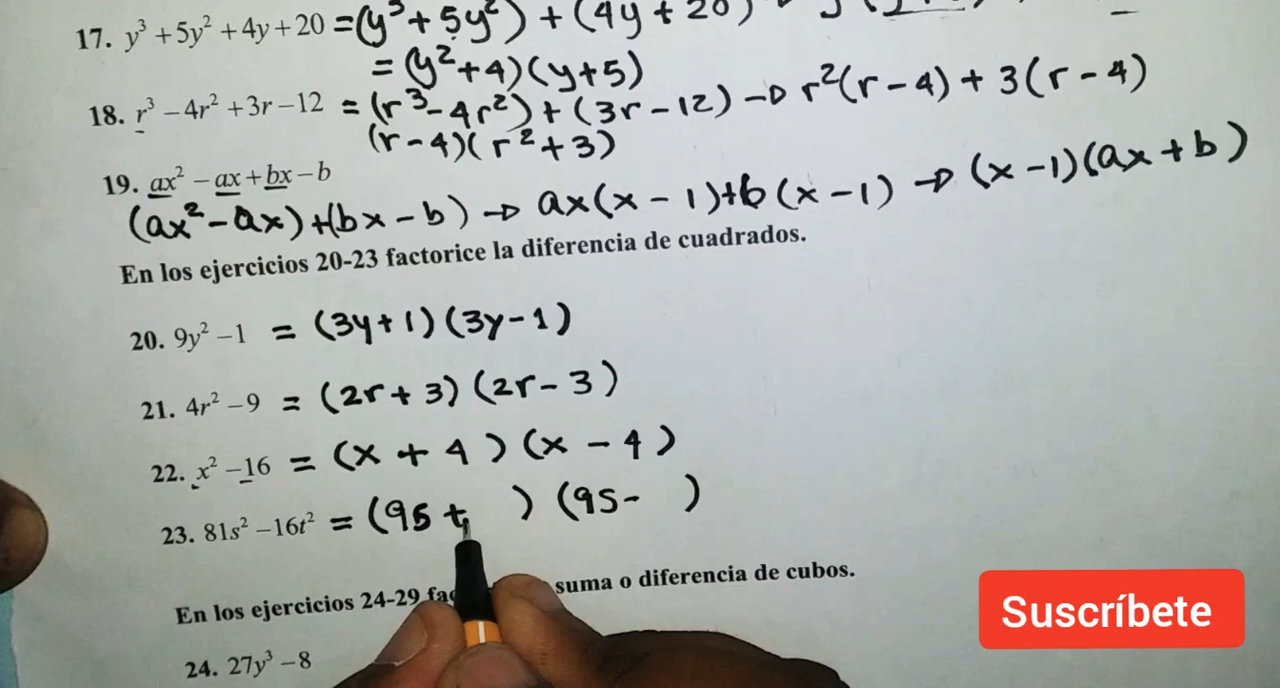 17. y³ + 5y² + 4y + 20 = (y³ + 5y²) + (4y + 20)
= (y² + 4)(y + 5)
18. r³ − 4r² + 3r − 12 = (r³ − 4r²) + (3r − 12) → r²(r − 4) + 3(r − 4)
(r − 4)(r² + 3)
19. ax² − ax + bx − b
(ax² − ax) + (bx − b) → ax(x − 1) + b(x − 1) → (x − 1)(ax + b)
En los ejercicios 20-23 factorice la diferencia de cuadrados.
20. 9y² − 1 = (3y + 1)(3y − 1)
21. 4r² − 9 = (2r + 3)(2r − 3)
22. x² − 16 = (x + 4)(x − 4)
23. 81s² − 16t² = (9s + )(9s − )
En los ejercicios 24-29 suma o diferencia de cubos.
24. 27y³ − 8
Suscríbete